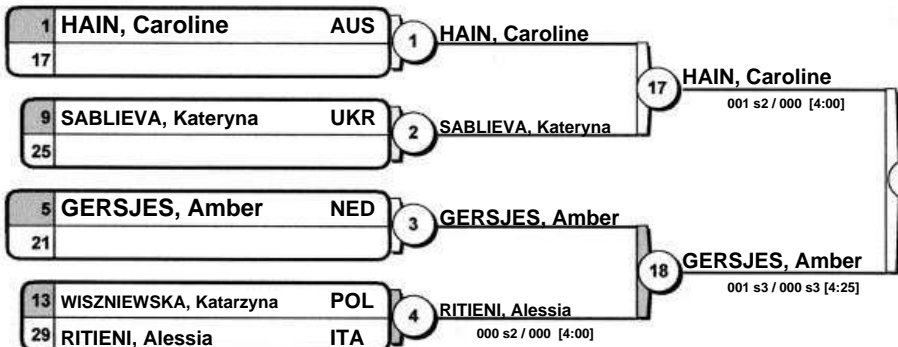 1 HAIN, Caroline AUS
17
1 HAIN, Caroline
17 HAIN, Caroline
001 s2 / 000 [4:00]
9 SABLIEVA, Kateryna UKR
25
2 SABLIEVA, Kateryna
5 GERSJES, Amber NED
21
3 GERSJES, Amber
18 GERSJES, Amber
001 s3 / 000 s3 [4:25]
13 WISZNIEWSKA, Katarzyna POL
29 RITIENI, Alessia ITA
4 RITIENI, Alessia
000 s2 / 000 [4:00]